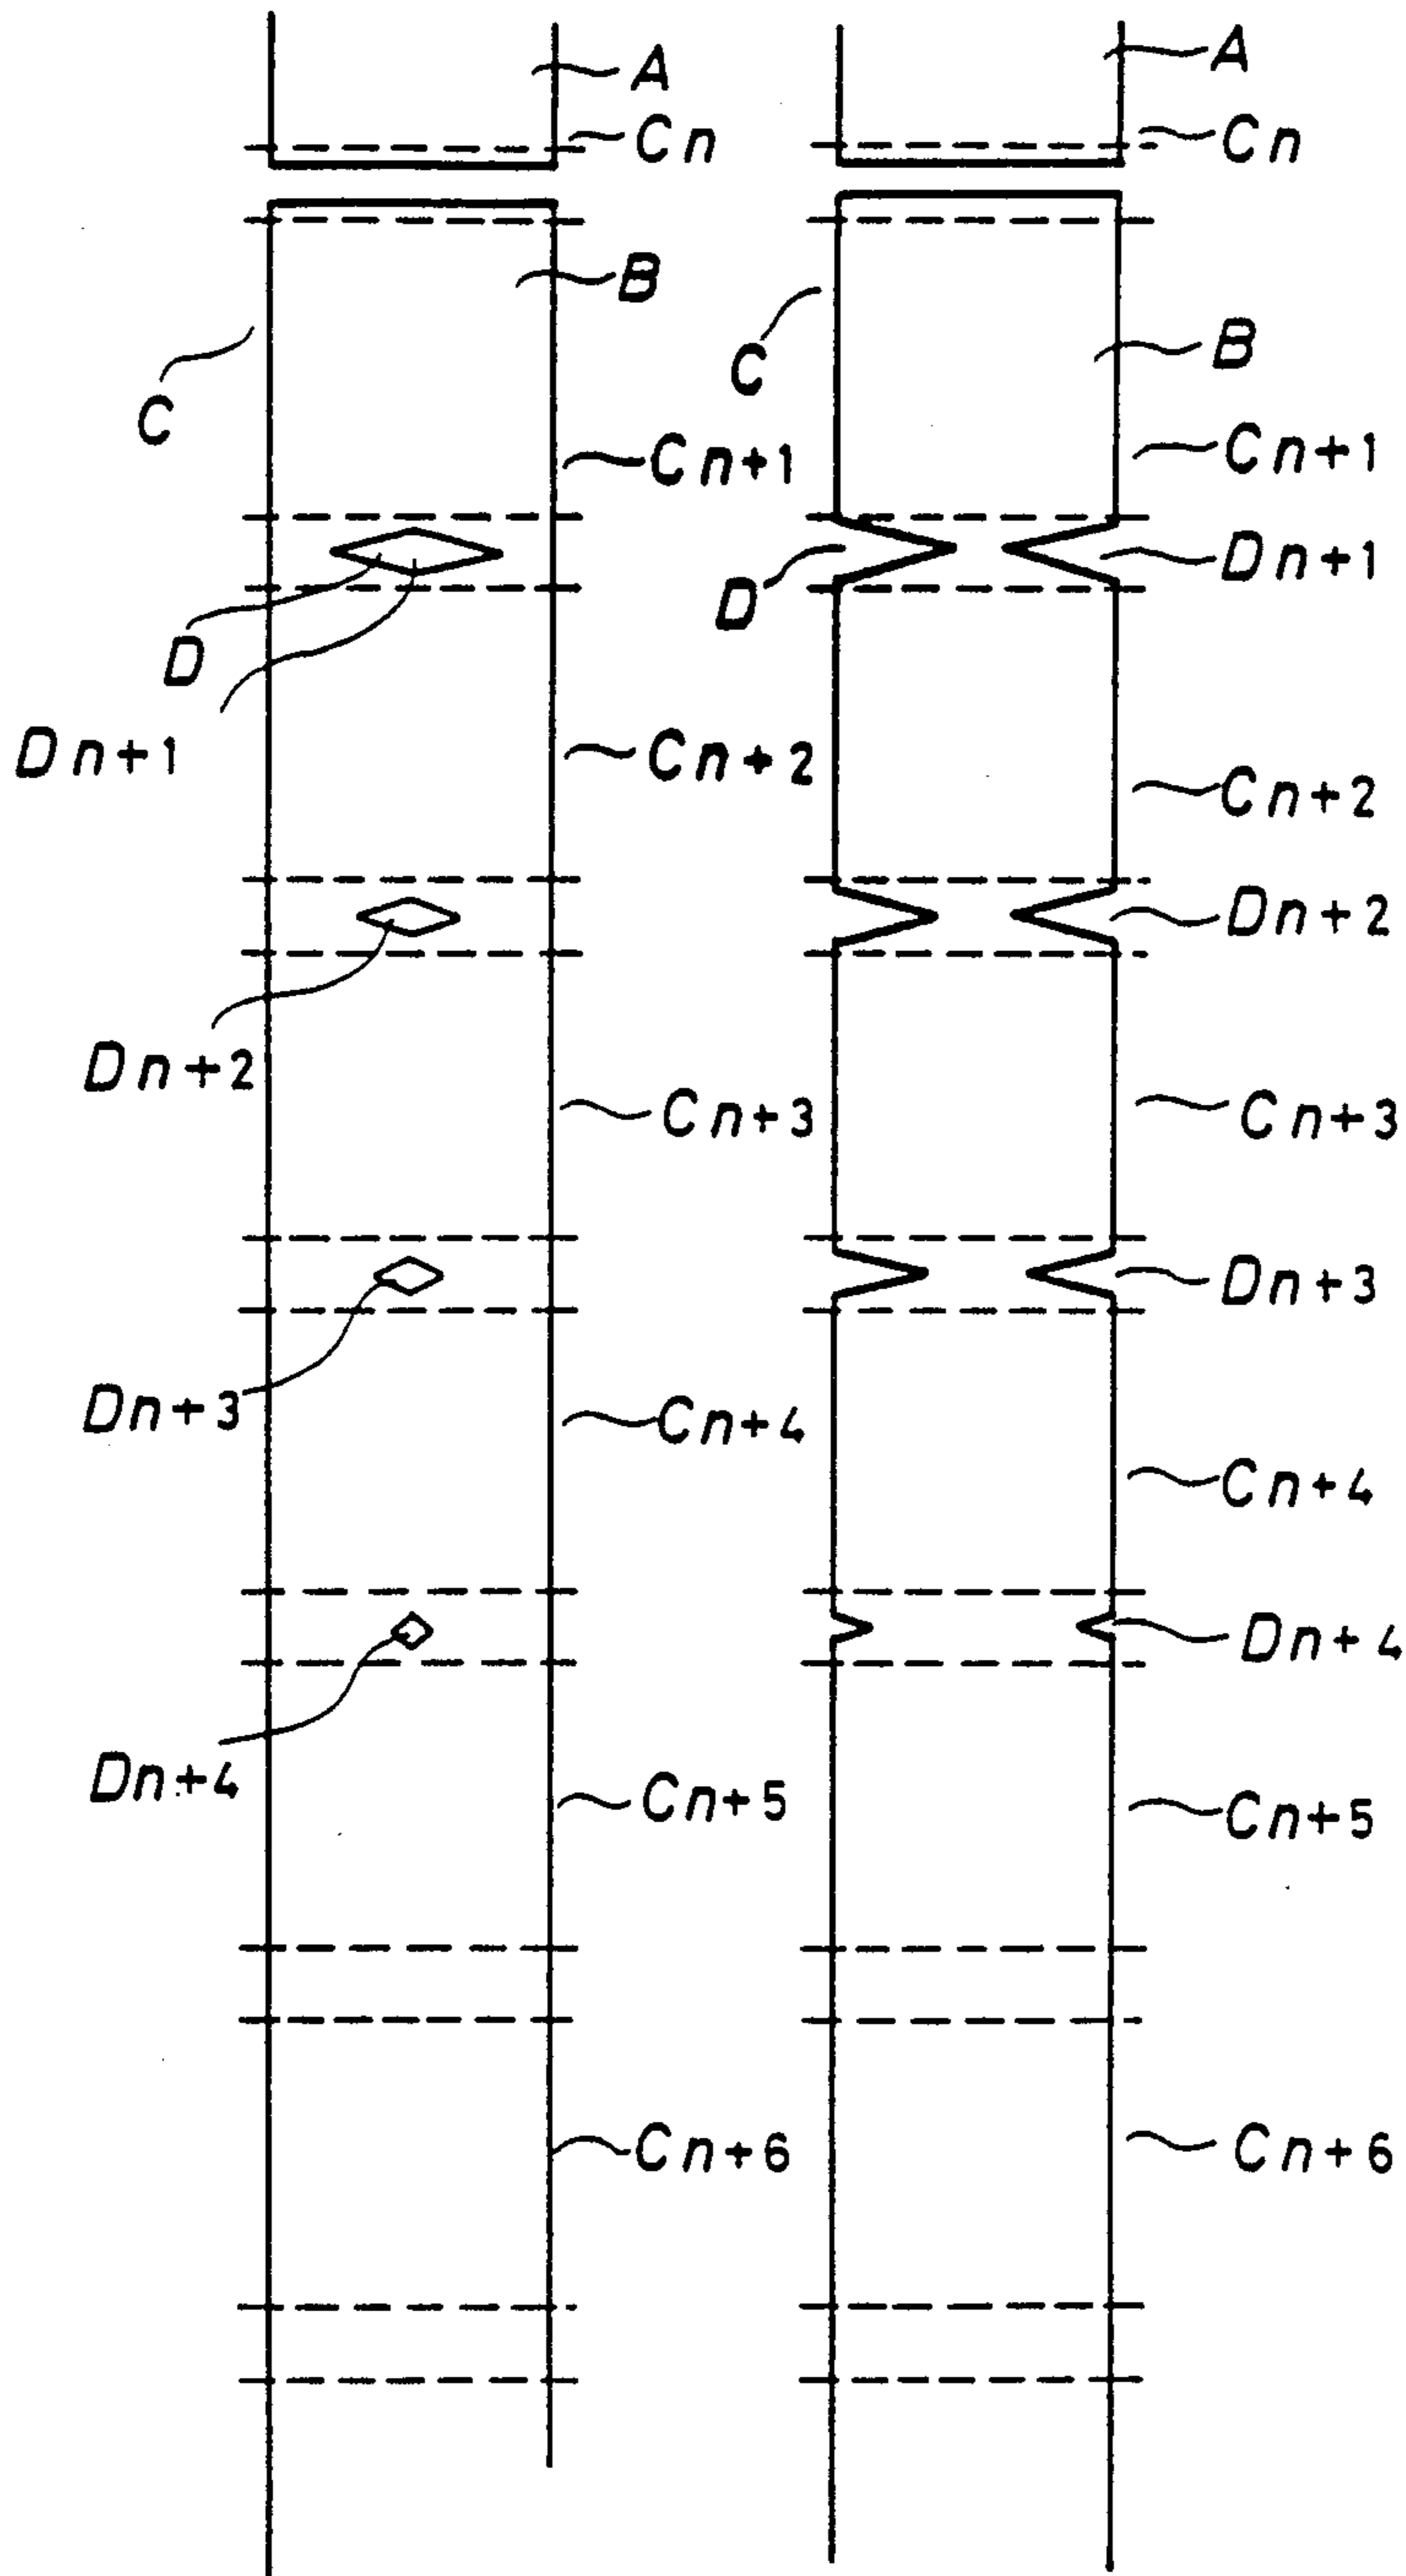 A
Cn
B
C
Cn+1
D
Dn+1
Cn+2
Dn+2
Cn+3
Dn+3
Cn+4
Dn+4
Cn+5
Cn+6
A
Cn
C
B
Cn+1
D
Dn+1
Cn+2
Dn+2
Cn+3
Dn+3
Cn+4
Dn+4
Cn+5
Cn+6